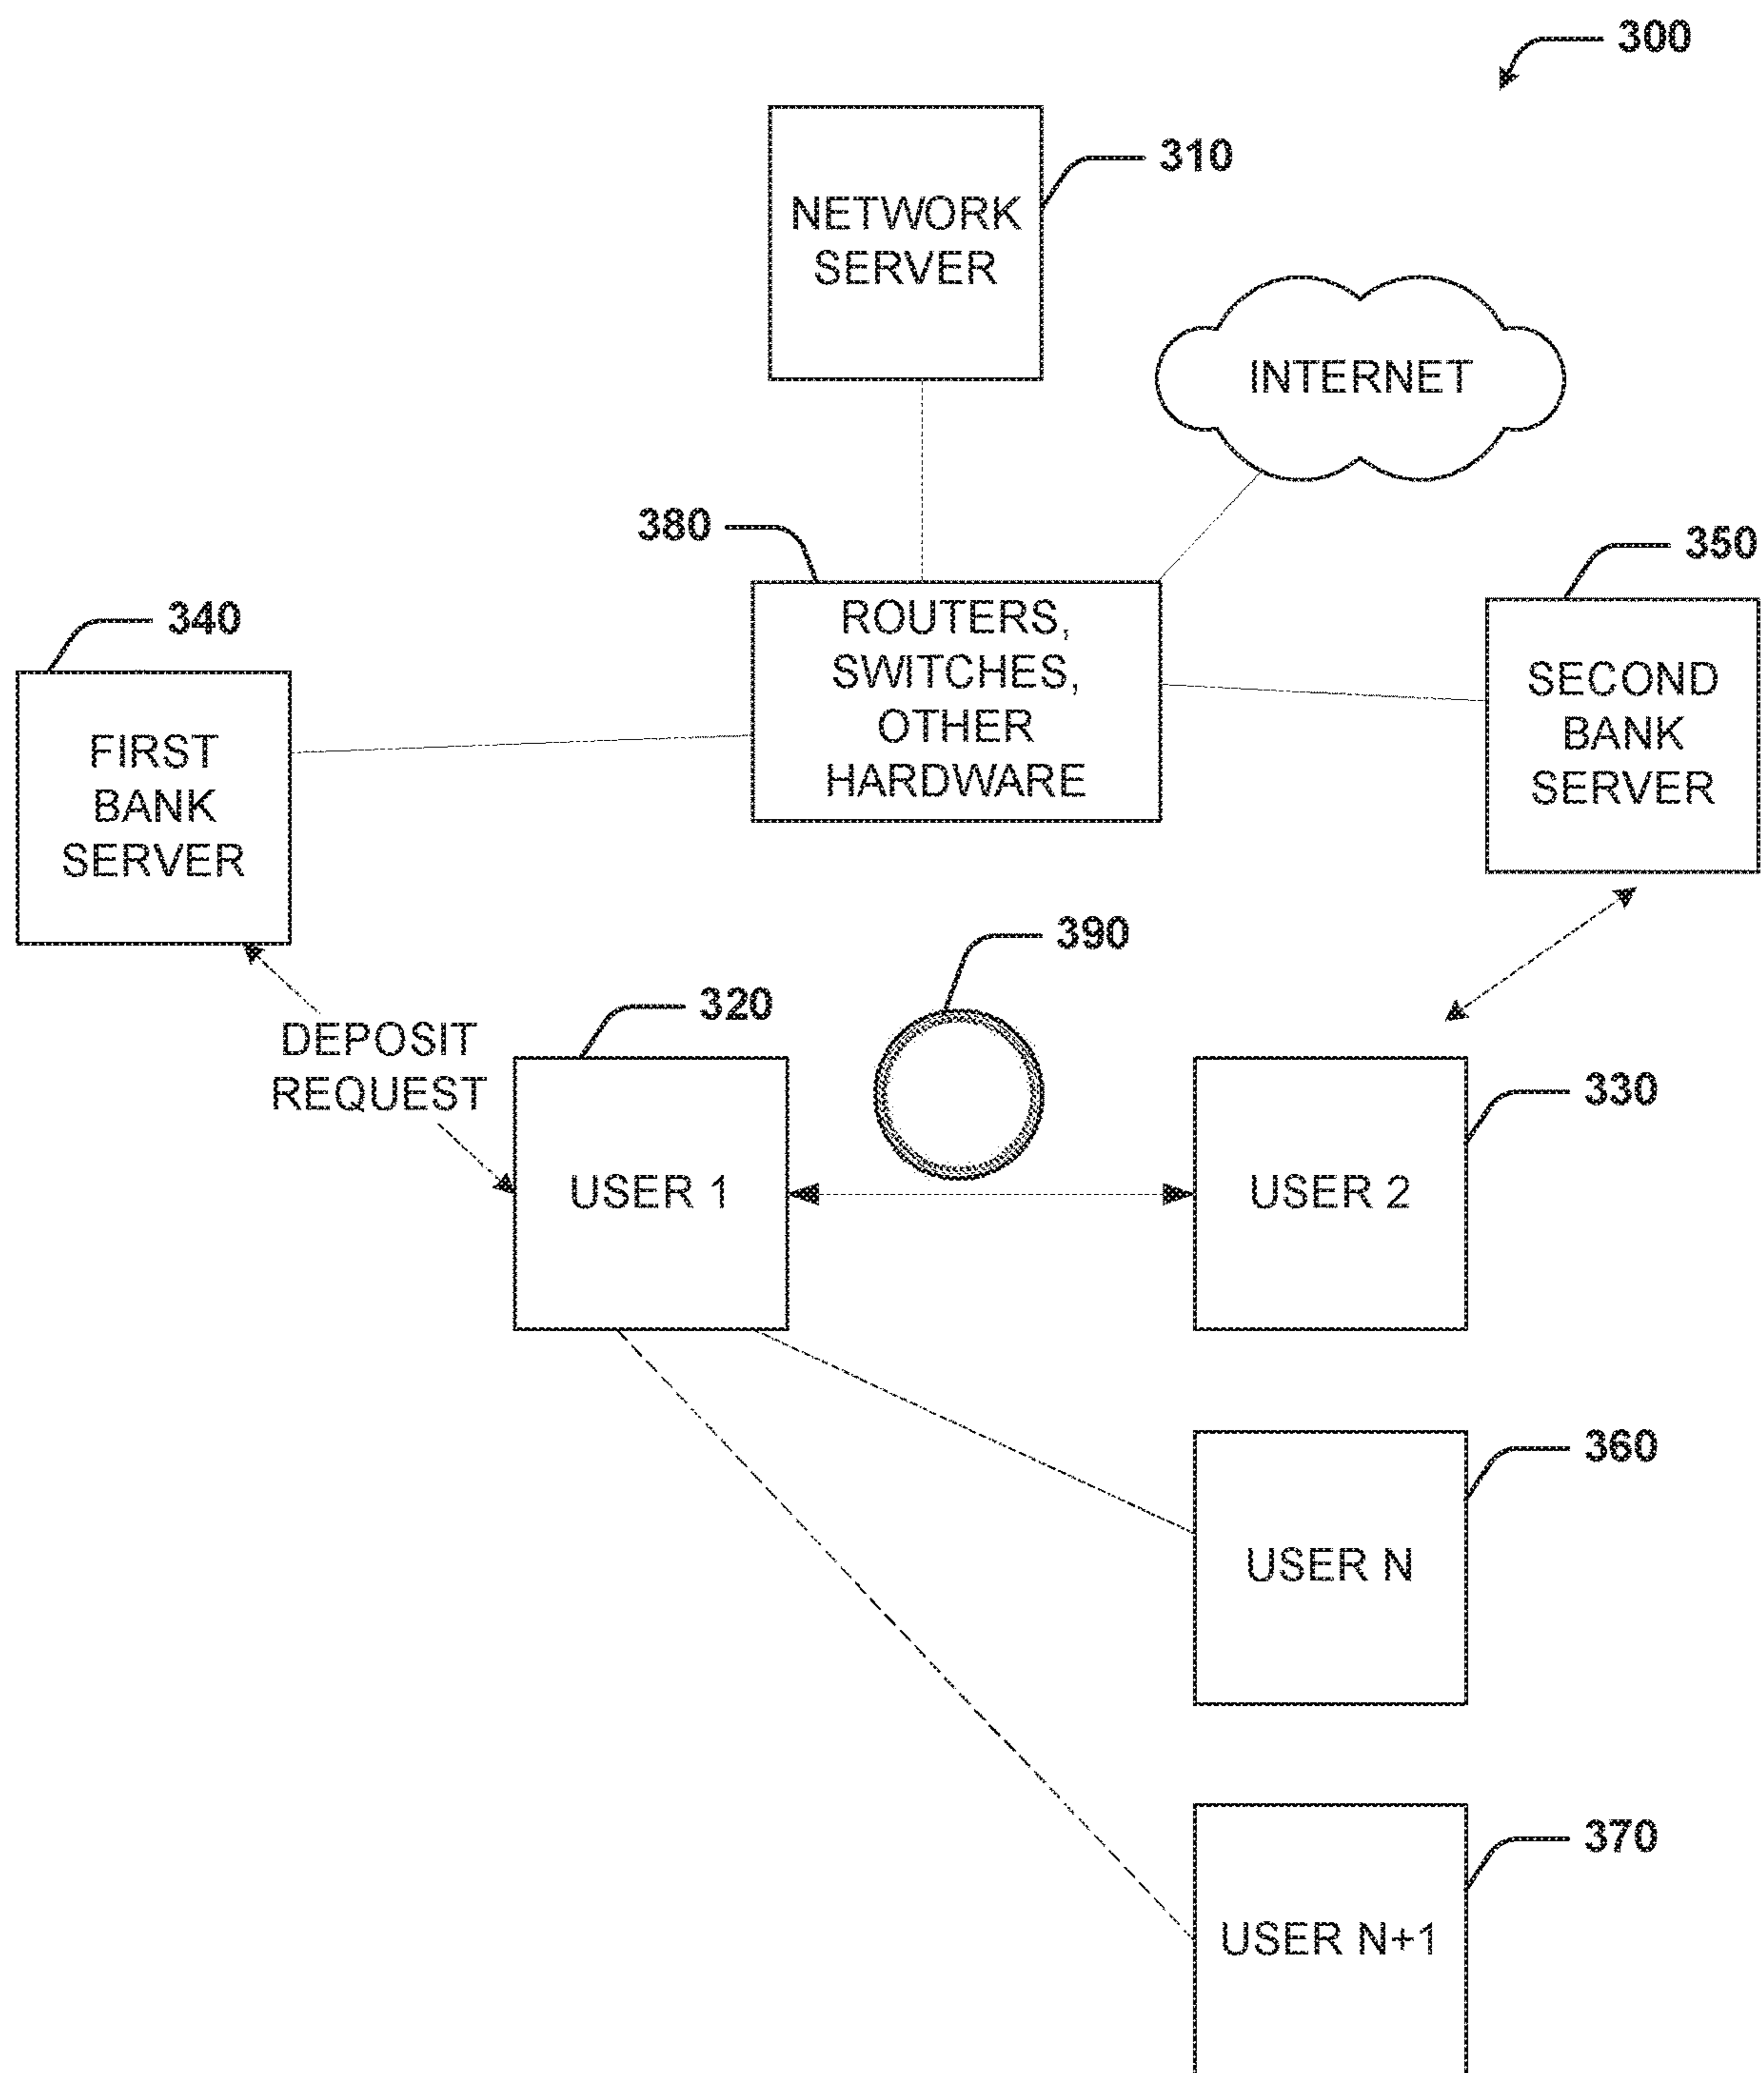 300
310
NETWORK
SERVER
INTERNET
380
350
340
ROUTERS,
SWITCHES,
OTHER
HARDWARE
SECOND
BANK
SERVER
FIRST
BANK
SERVER
390
320
DEPOSIT
REQUEST
330
USER 1
USER 2
360
USER N
370
USER N+1